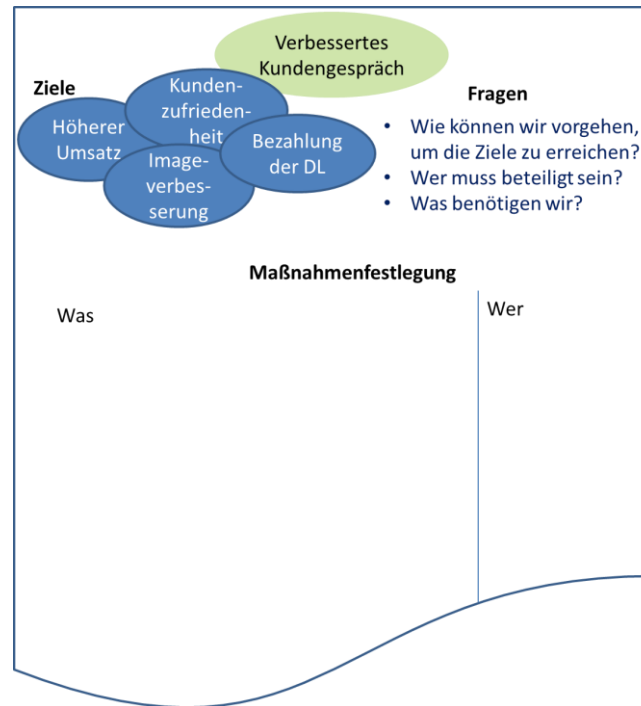 Verbessertes
Kundengespräch
Ziele
Kunden-
zufrieden-
heit
Höherer
Umsatz
Image-
verbes-
serung
Bezahlung
der DL
Fragen
• Wie können wir vorgehen,
um die Ziele zu erreichen?
• Wer muss beteiligt sein?
• Was benötigen wir?
Maßnahmenfestlegung
Was
Wer